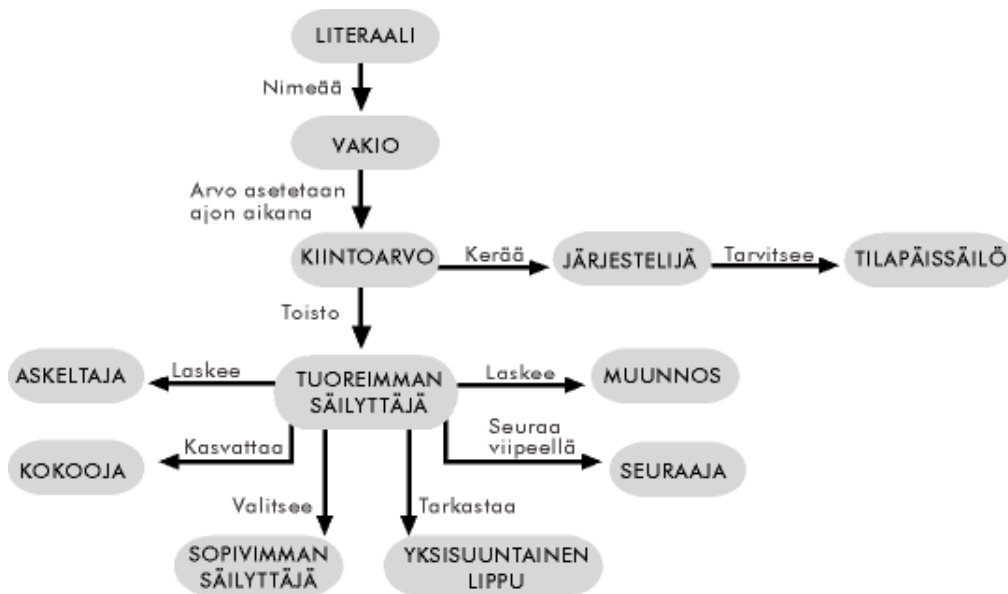 LITERAALI
Nimeää
VAKIO
Arvo asetetaan
ajon aikana
KIINTOARVO
Kerää
JÄRJESTELIJÄ
Tarvitsee
TILAPÄISSÄILÖ
Toisto
ASKELTAJA
Laskee
TUOREIMMAN
SÄILYTTÄJÄ
Laskee
MUUNNOS
KOKOOJA
Kasvattaa
Seuraa
viipeellä
SEURAAJA
Valitsee
Tarkastaa
SOPIVIMMAN
SÄILYTTÄJÄ
YKSISUUNTAINEN
LIPPU